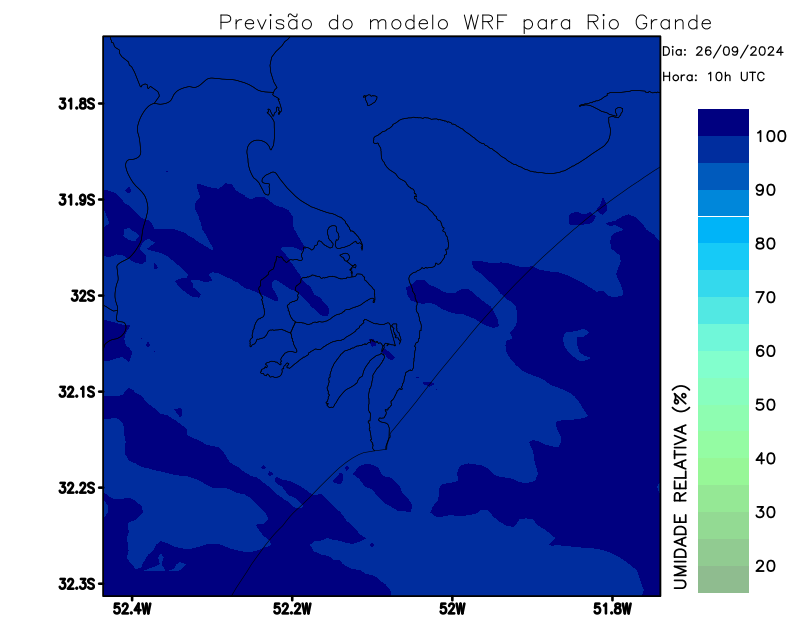 Previsão do modelo WRF para Rio Grande
Dia: 26/09/2024
Hora: 10h UTC
31.8S
31.9S
32S
32.1S
32.2S
32.3S
52.4W
52.2W
52W
51.8W
UMIDADE RELATIVA (%)
100
90
80
70
60
50
40
30
20